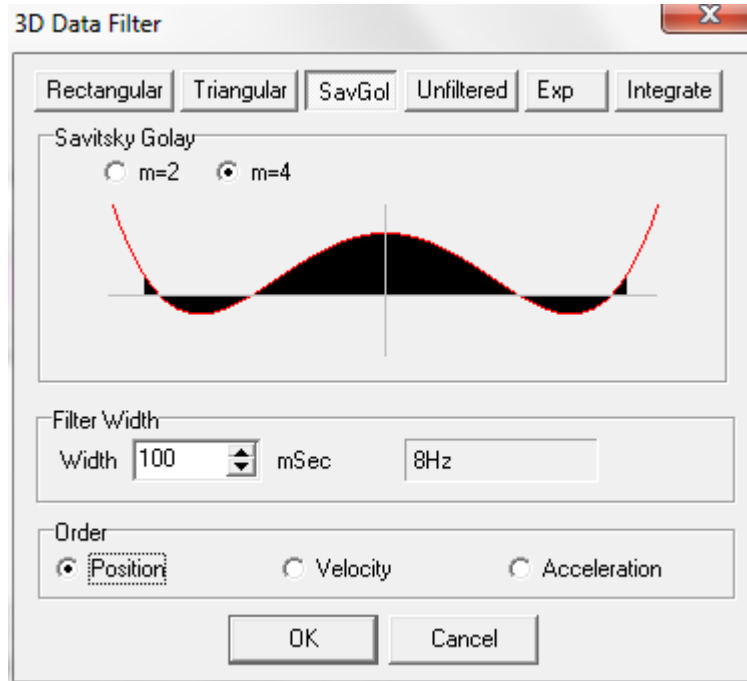 3D Data Filter
X
Rectangular Triangular SavGol Unfiltered Exp Integrate
Savitsky Golay
m=2 m=4
Filter Width
Width 100 mSec 8Hz
Order
Position Velocity Acceleration
OK Cancel